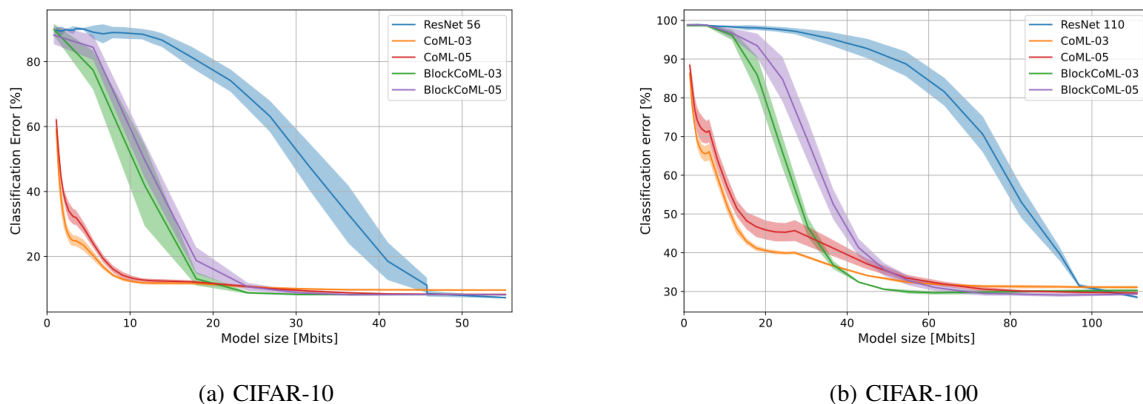 ResNet 56
CoML-03
CoML-05
BlockCoML-03
BlockCoML-05
Classification Error [%]
80
60
40
20
0
10
20
30
40
50
Model size [Mbits]
(a) CIFAR-10
ResNet 110
CoML-03
CoML-05
BlockCoML-03
BlockCoML-05
Classification error [%]
100
90
80
70
60
50
40
30
0
20
40
60
80
100
Model size [Mbits]
(b) CIFAR-100